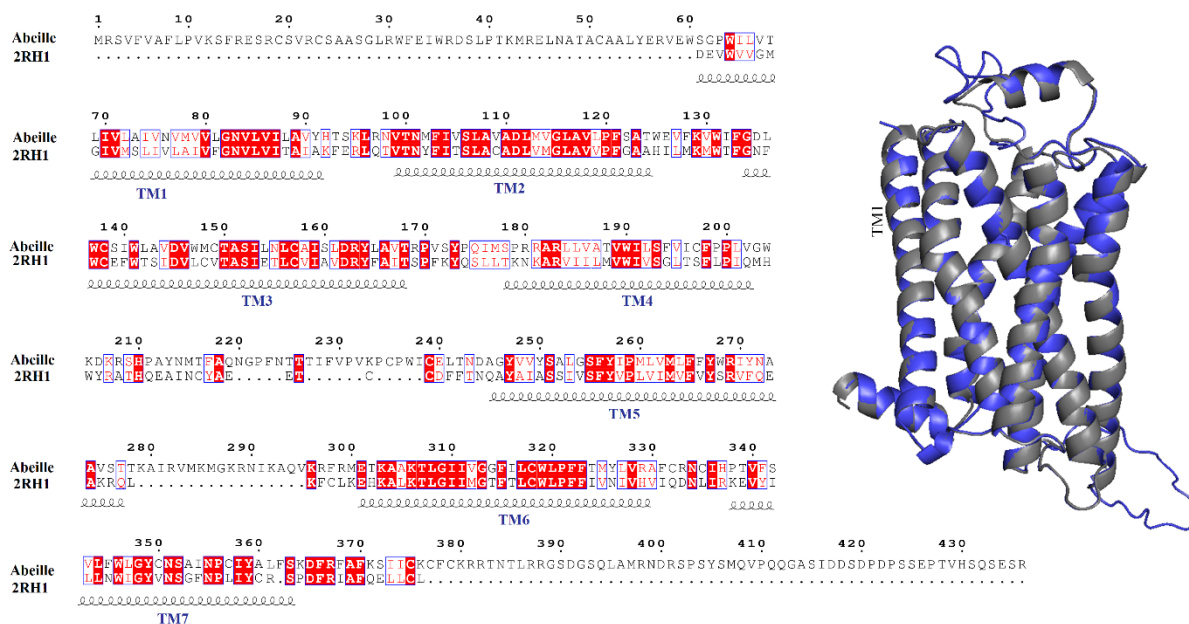 1 10 20 30 40 50 60
Abeille MRSVFVAFLPVKSFRESRCSVRCSAASGLRWFEIWRDSLPTKMRELNATACAALYERVEWSGPWILVT
2RH1 ............................................................DEVWVVGM
70 80 90 100 110 120 130
Abeille LIVLAIVNVMVVLGNVLVILAVYHTSKLRNVTNMFIVSLAVADLMVGLAVLPFSATWEVFKVWIFGDL
2RH1 GIVMSLIVLAIVFGNVLVITAIAKFERLQTVTNYFITSLACADLVMGLAVVPFGAAHILMKMWTFGNF
TM1 TM2
140 150 160 170 180 190 200
Abeille WCSIWLAVDVWMCTASILNLCAISLDRYLAVTRPVSYPQIMSPRRARLLVATVWILSFVICFPPLVGW
2RH1 WCEFWTSIDVLCVTASIETLCVIAVDRYFAITSPFKYQSLLTKNKARVIILMVWIVSGLTSFLPIQMH
TM3 TM4
210 220 230 240 250 260 270
Abeille KDKRSHPAYNMTFAQNGPFNTTTIFVPVKPCPWICELTNDAGYVVYSALGSFYIPMLVMLFFYWRIYNA
2RH1 WYRATHQEAINCYAE.....ET......C.....CDFFTNQAYAIASSIVSFYVPLVIMVFVYSRVFQE
TM5
280 290 300 310 320 330 340
Abeille AVSTTKAIRVMKMGKRNIKAQVKRFRMETKAAKTLGIIVGGFILCWLPFFTMYLVRAFCRNCIHPTVFS
2RH1 AKRQL.................KFCLKEHKALKTLGIIMGTFTLCWLPFFIVNIVHVIQDNLIRKEVYI
TM6
350 360 370 380 390 400 410 420 430
Abeille VLFWLGYCNSAINPCIYALFSKDFRFAFKSIICKCFCKRRTNTLRRGSDGSQLAMRNDRSPSYSMQVPQQGASIDDSDPDPSSEPTVHSQSESR
2RH1 LLNWIGYVNSGFNPLIYCR.SPDFRIAFQELLCL............................................................
TM7
TM1